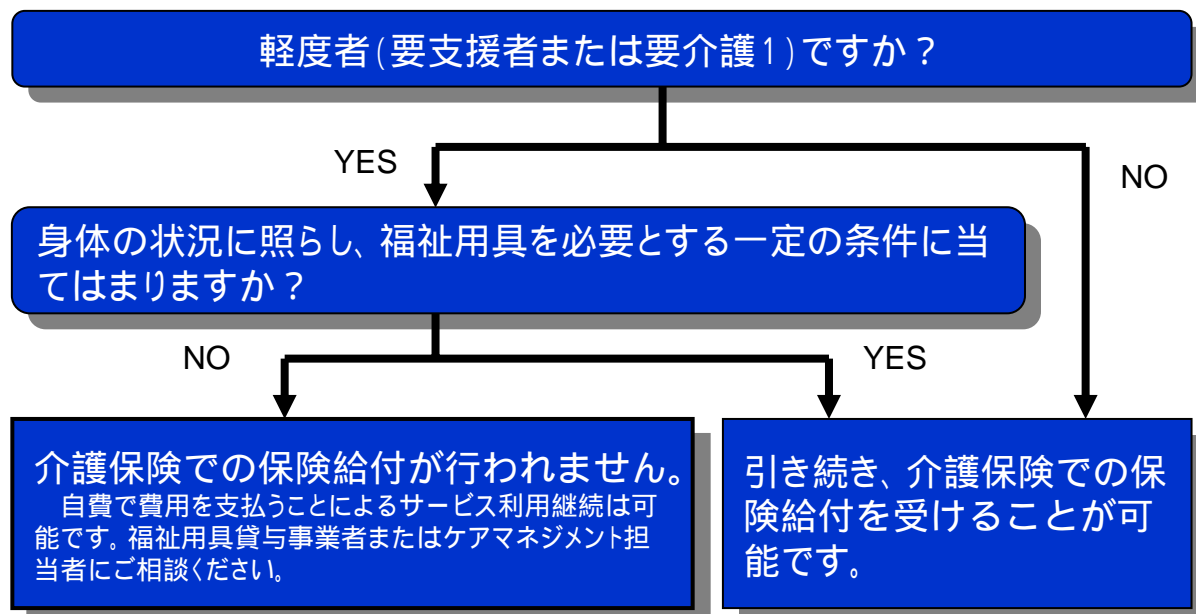 軽度者(要支援者または要介護1)ですか？
YES
NO
身体の状況に照らし、福祉用具を必要とする一定の条件に当
てはまりますか？
NO
YES
介護保険での保険給付が行われません。
自費で費用を支払うことによるサービス利用継続は可
能です。福祉用具貸与事業者またはケアマネジメント担
当者にご相談ください。
引き続き、介護保険での保
険給付を受けることが可
能です。